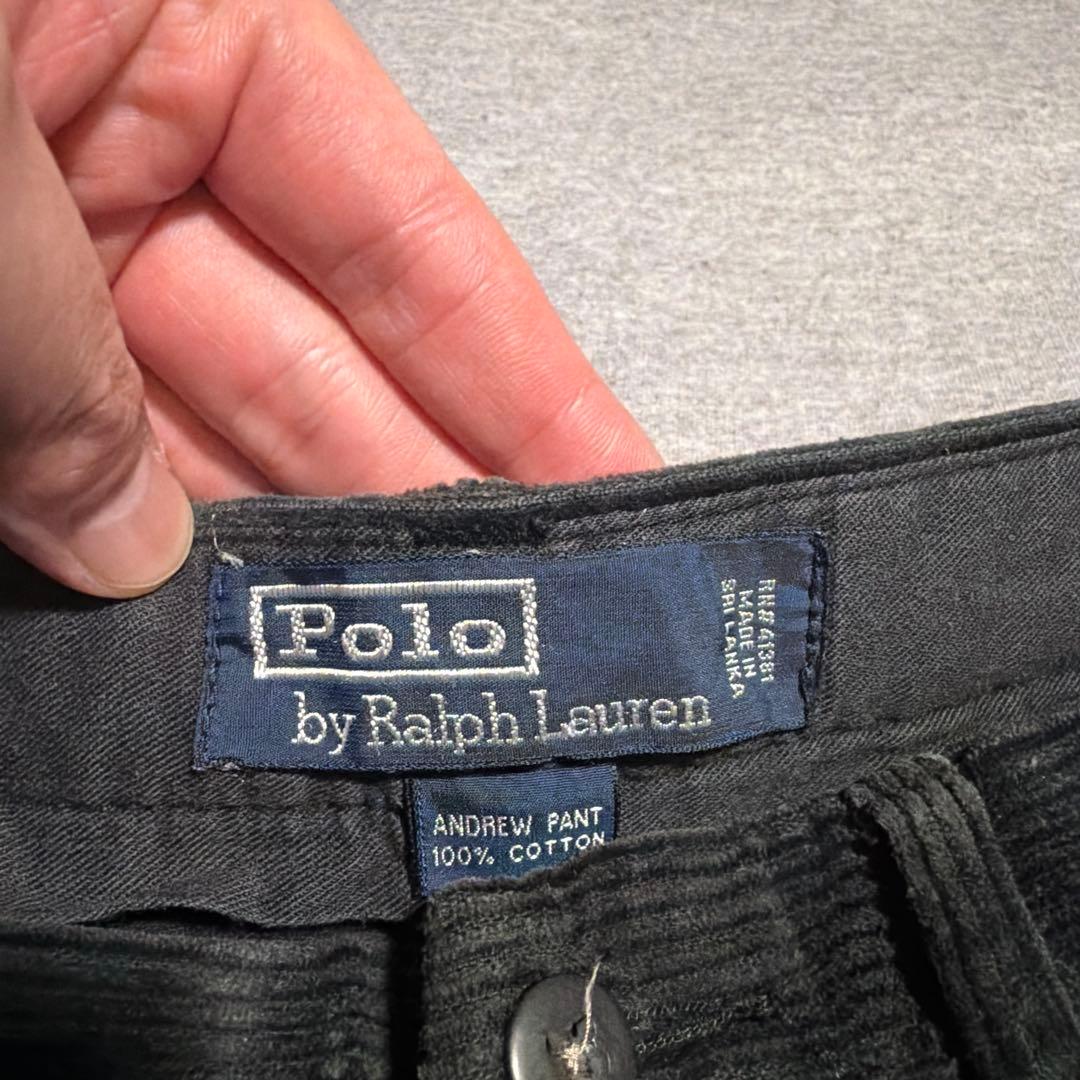 Polo
by Ralph Lauren
RN# 41381
MADE IN
SRI LANKA
ANDREW PANT
100% COTTON